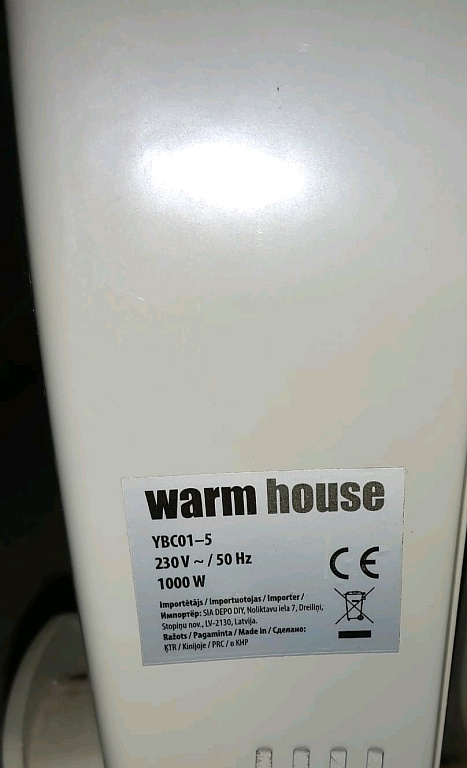 warm house
YBC01–5
230 V ~ / 50 Hz
1000 W
CE
Importētājs / Importuotojas / Importer /
Импортёр: SIA DEPO DIY, Noliktavu iela 7, Dreiliņi,
Stopiņu nov., LV-2130, Latvija.
Ražots / Pagaminta / Made in / Сделано:
ĶTR / Kinijoje / PRC / в КНР